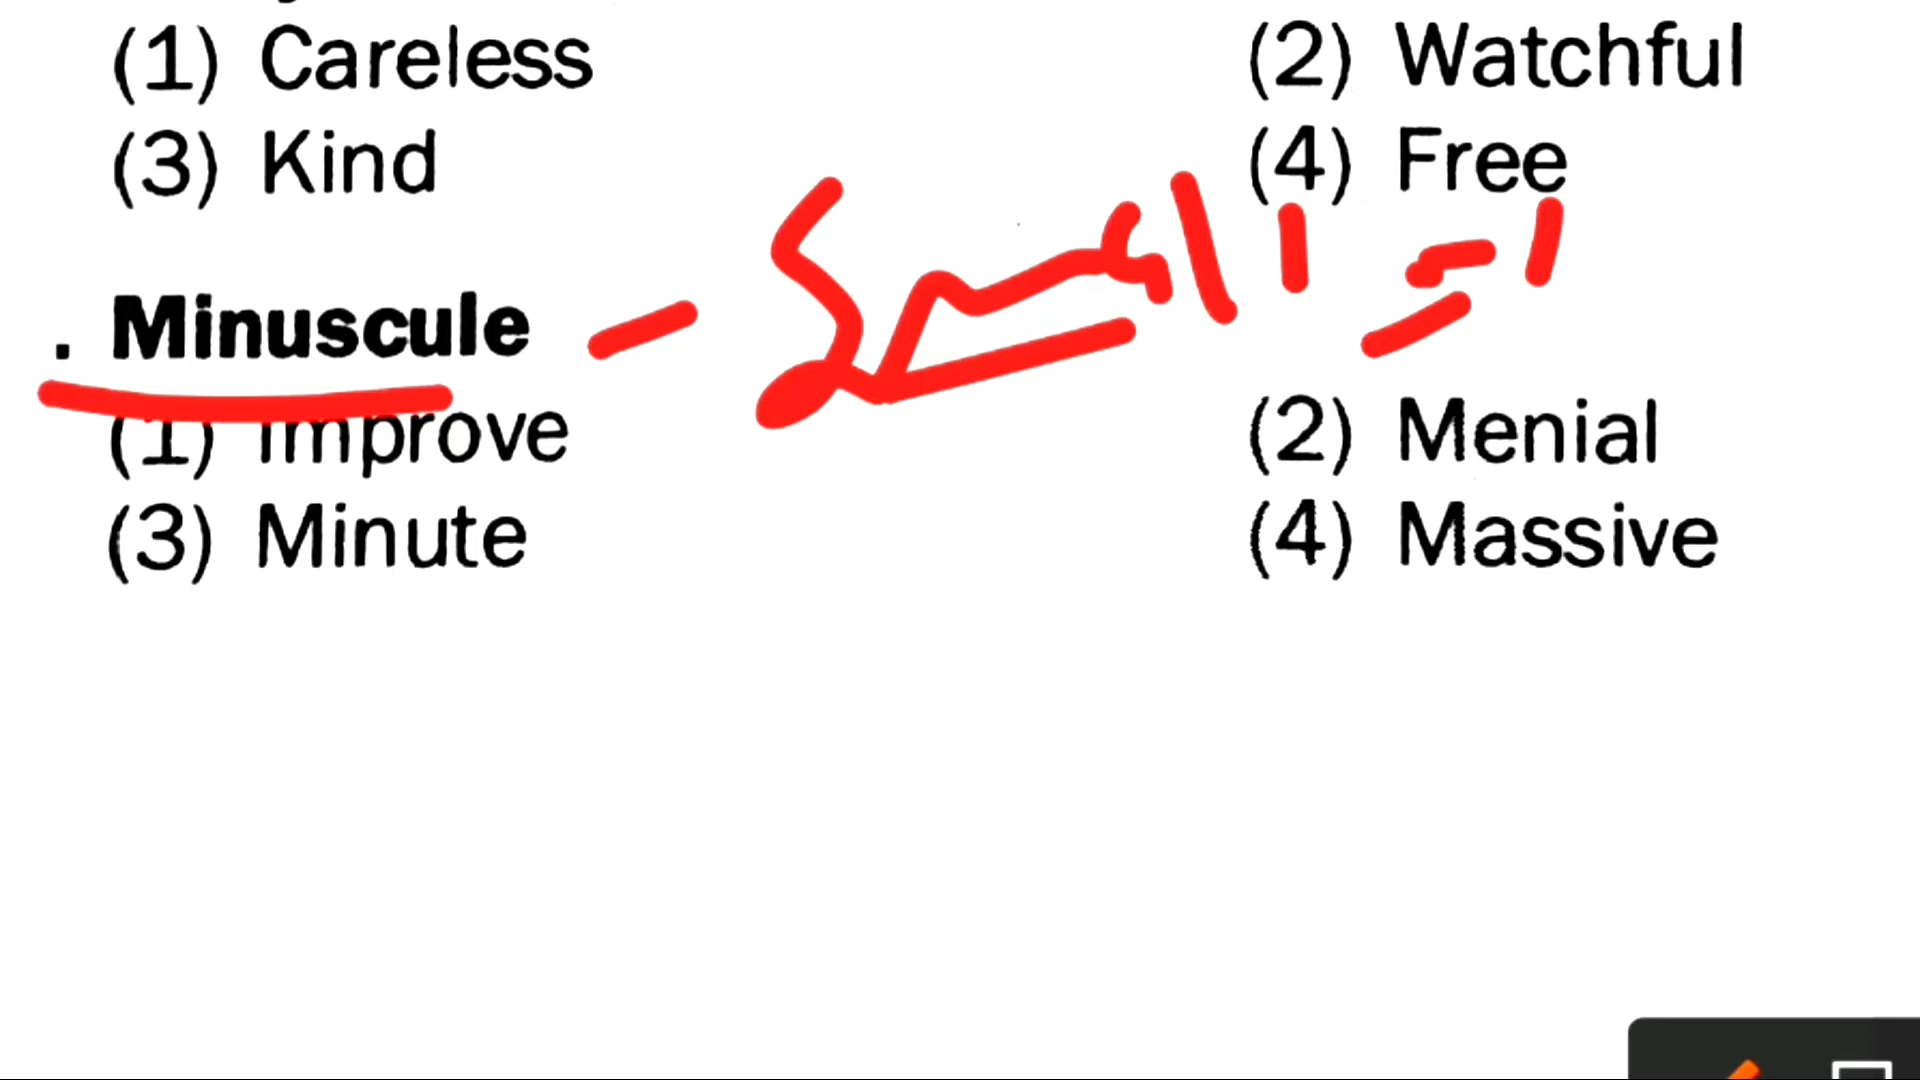 (1) Careless (2) Watchful
(3) Kind (4) Free
. Minuscule - Small
(1) Improve (2) Menial
(3) Minute (4) Massive